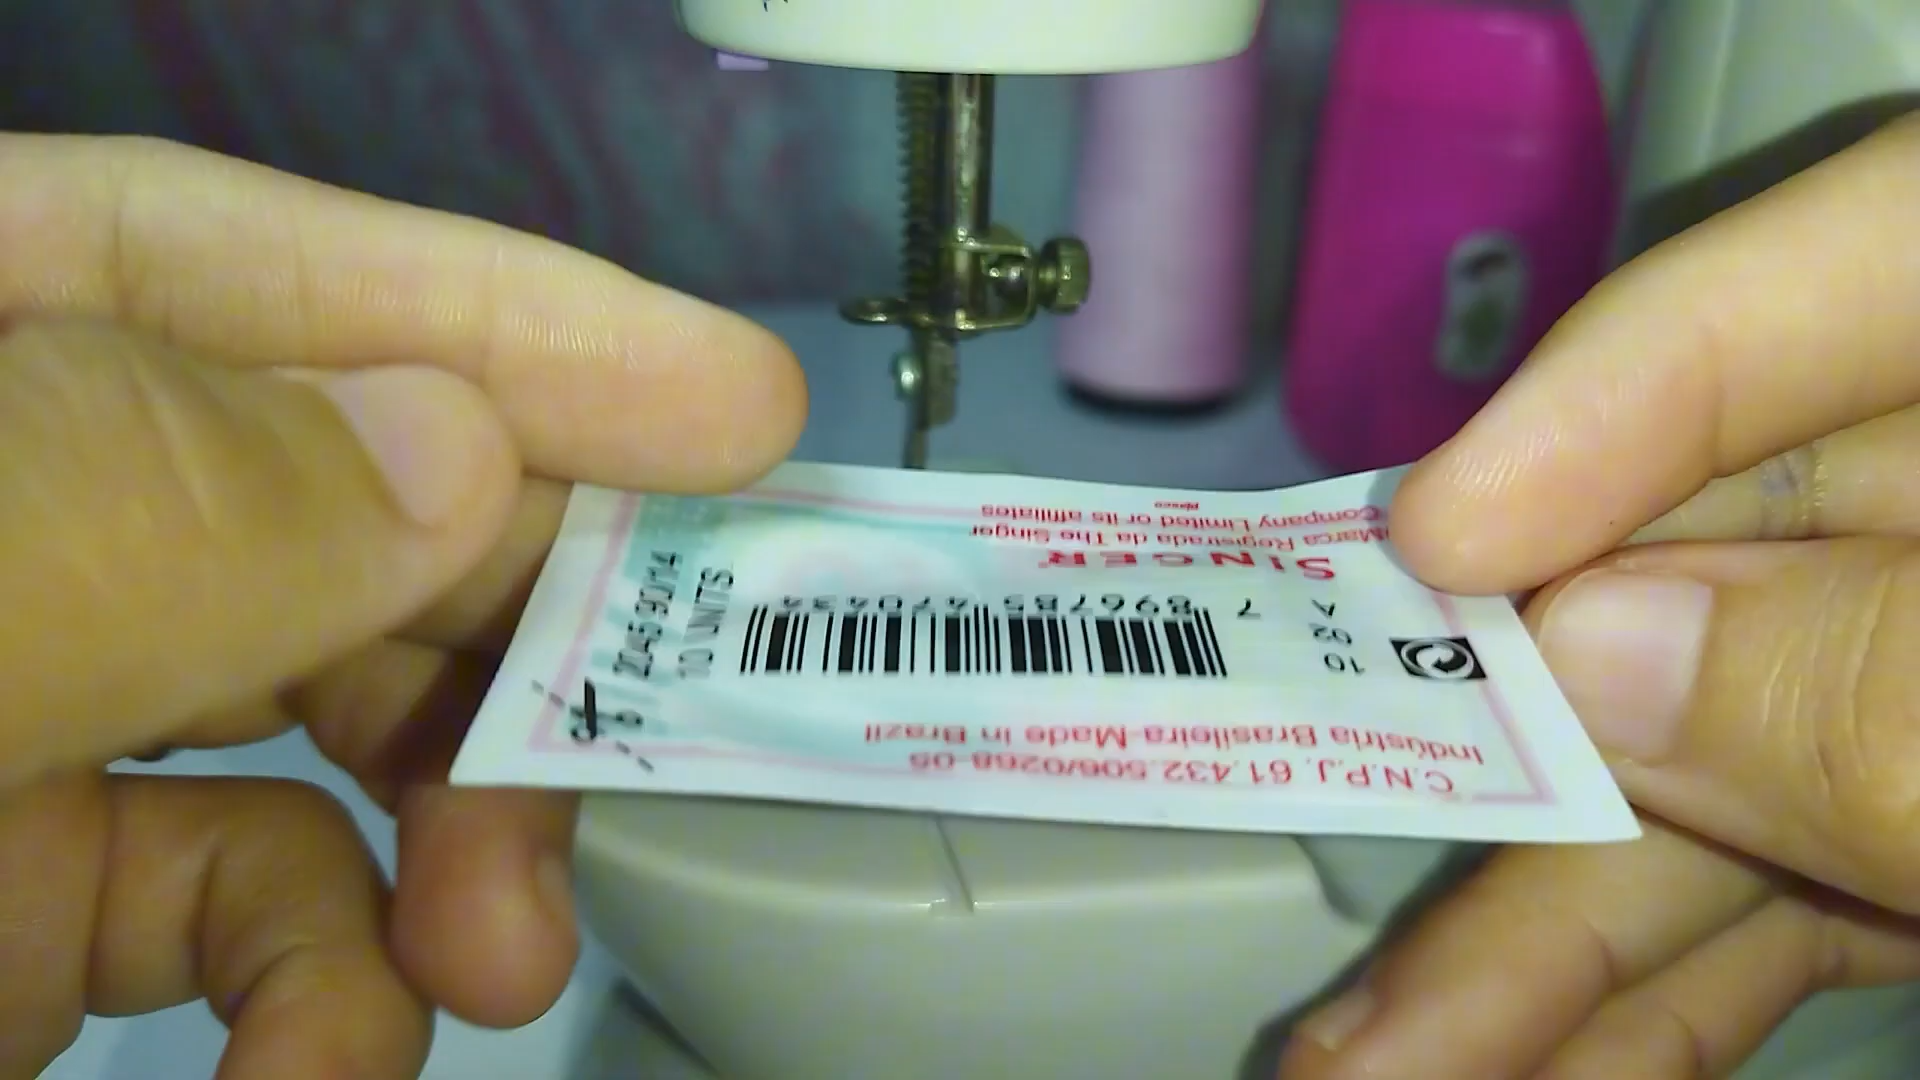 C.N.P.J. 61.432.506/0268-05
Indústria Brasileira-Made in Brazil
7 896785 470434
SINGER
Marca Registrada da The Singer
Company Limited or its affiliates
2045 90/14
10 UNITS.